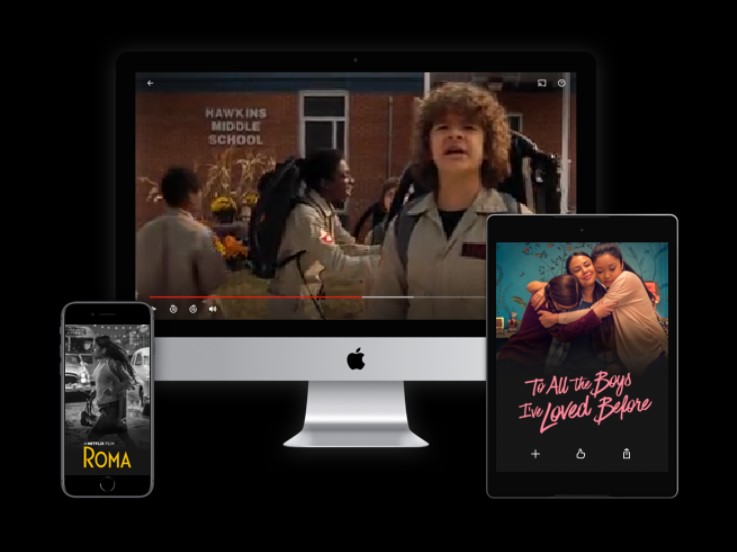 HAWKINS
MIDDLE
SCHOOL
A NETFLIX FILM
ROMA
To All the Boys
I've Loved Before